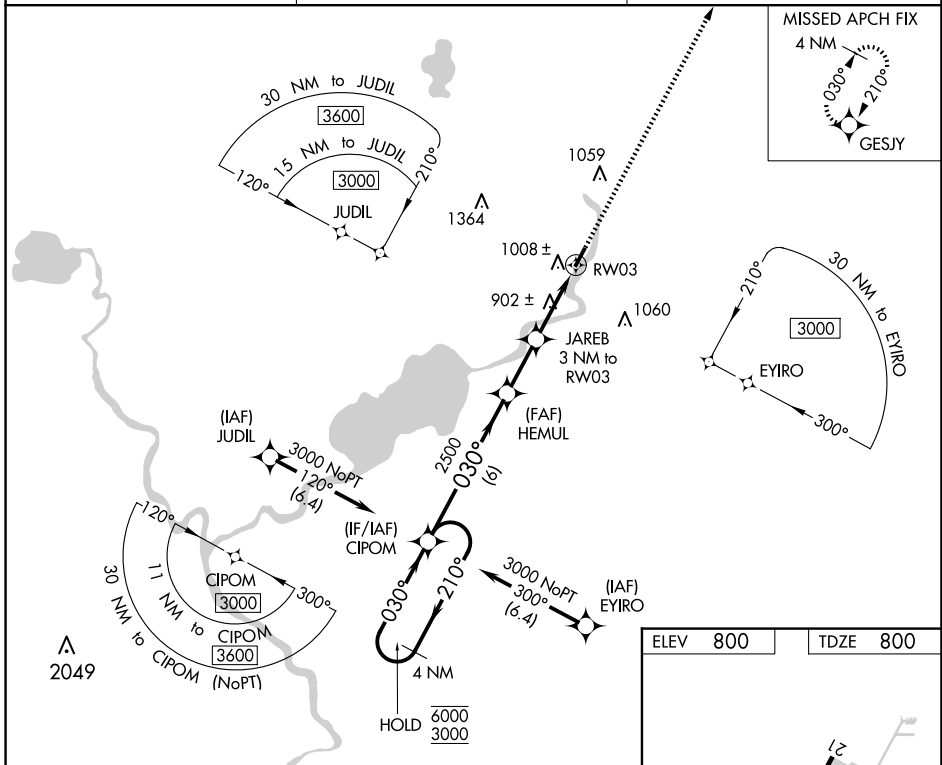 MISSED APCH FIX
4 NM
030°
210°
GESJY
30 NM to JUDIL
3600
15 NM to JUDIL
3000
120°
210°
JUDIL
1059
1364
1008 ±
RW03
902 ±
1060
JAREB
3 NM to
RW03
210°
30 NM to EYIRO
3000
EYIRO
300°
(FAF)
HEMUL
(IAF)
JUDIL
3000 NoPT
120°
(6.4)
2500
030°
(6)
(IF/IAF)
CIPOM
120°
CIPOM
3000
300°
11 NM to CIPOM
3600
30 NM to CIPOM (NoPT)
030°
210°
3000 NoPT
300°
(6.4)
(IAF)
EYIRO
2049
4 NM
HOLD
6000
3000
ELEV 800
TDZE 800
21